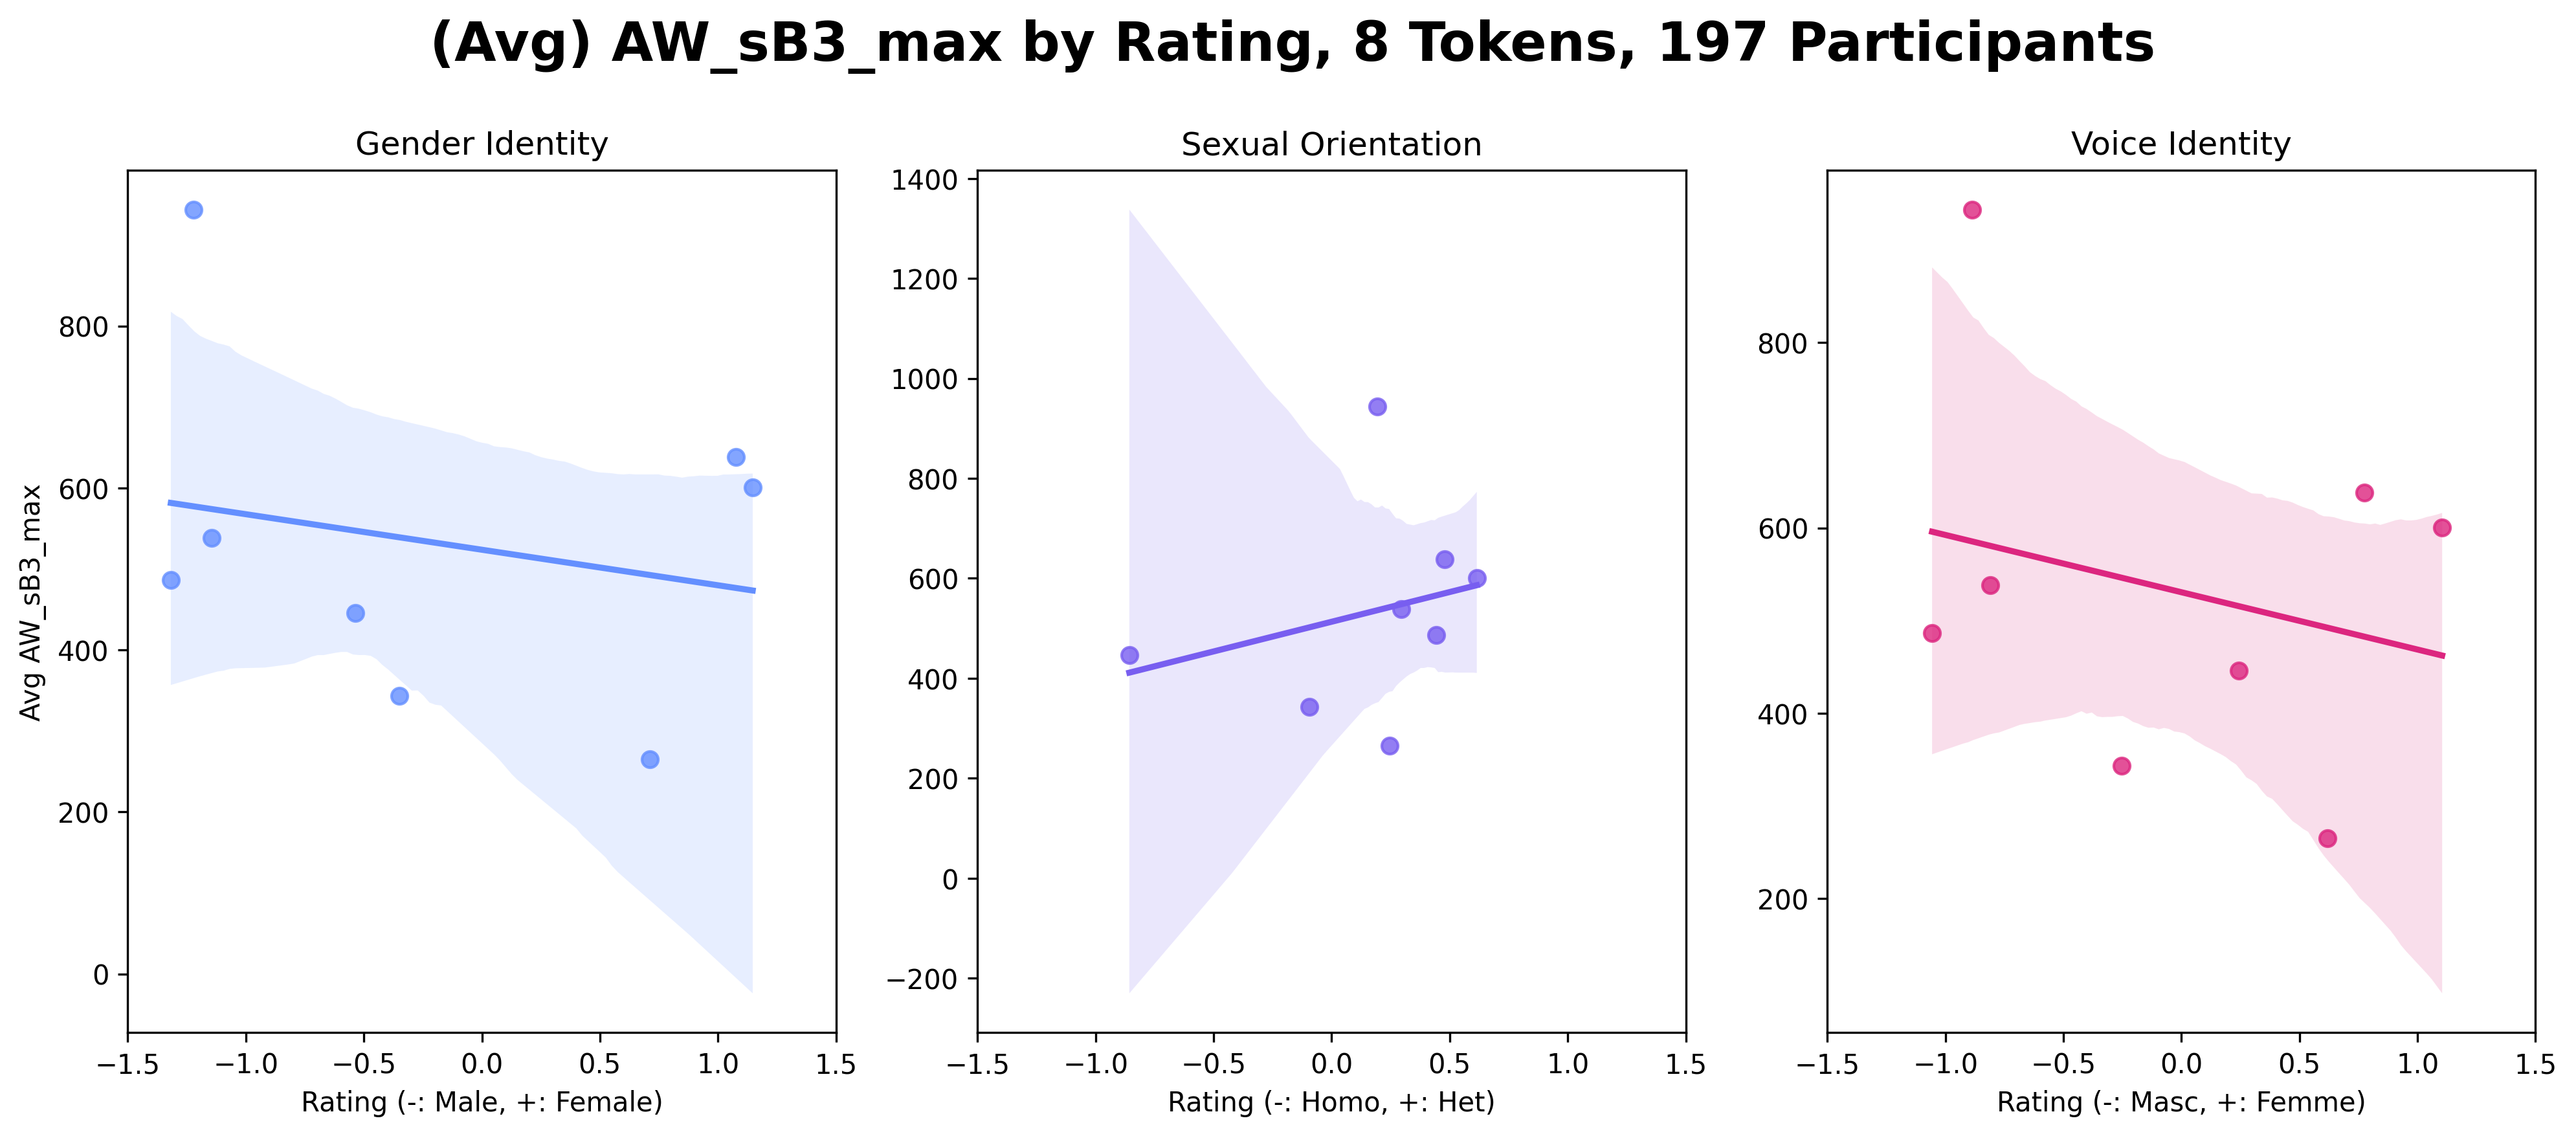 (Avg) AW_sB3_max by Rating, 8 Tokens, 197 Participants
Gender Identity
Avg AW_sB3_max
800
600
400
200
0
−1.5 −1.0 −0.5 0.0 0.5 1.0 1.5
Rating (-: Male, +: Female)
Sexual Orientation
1400
1200
1000
800
600
400
200
0
−200
−1.5 −1.0 −0.5 0.0 0.5 1.0 1.5
Rating (-: Homo, +: Het)
Voice Identity
800
600
400
200
−1.5 −1.0 −0.5 0.0 0.5 1.0 1.5
Rating (-: Masc, +: Femme)